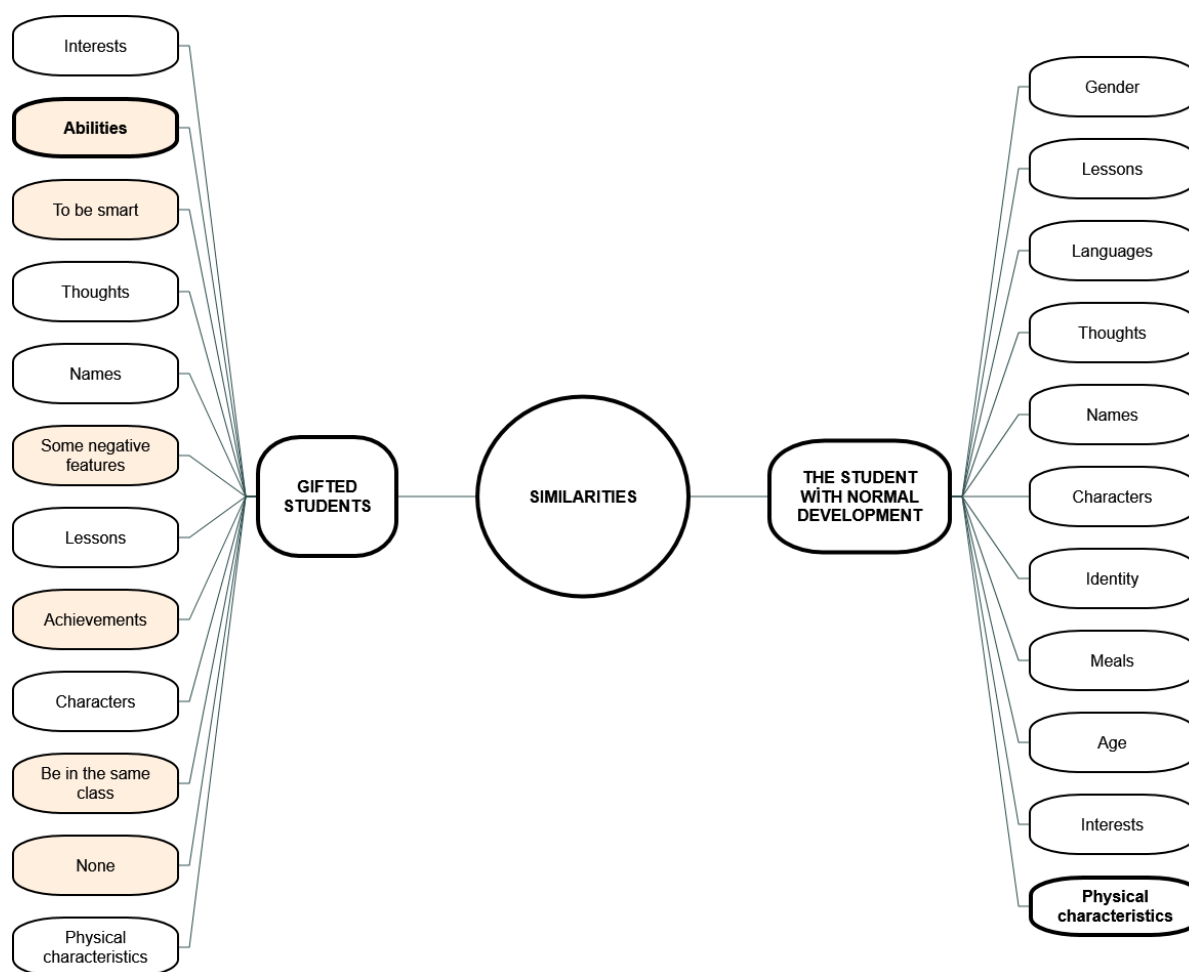 Interests
Abilities
To be smart
Thoughts
Names
Some negative
features
Lessons
Achievements
Characters
Be in the same
class
None
Physical
characteristics
GIFTED
STUDENTS
SIMILARITIES
THE STUDENT
WİTH NORMAL
DEVELOPMENT
Gender
Lessons
Languages
Thoughts
Names
Characters
Identity
Meals
Age
Interests
Physical
characteristics